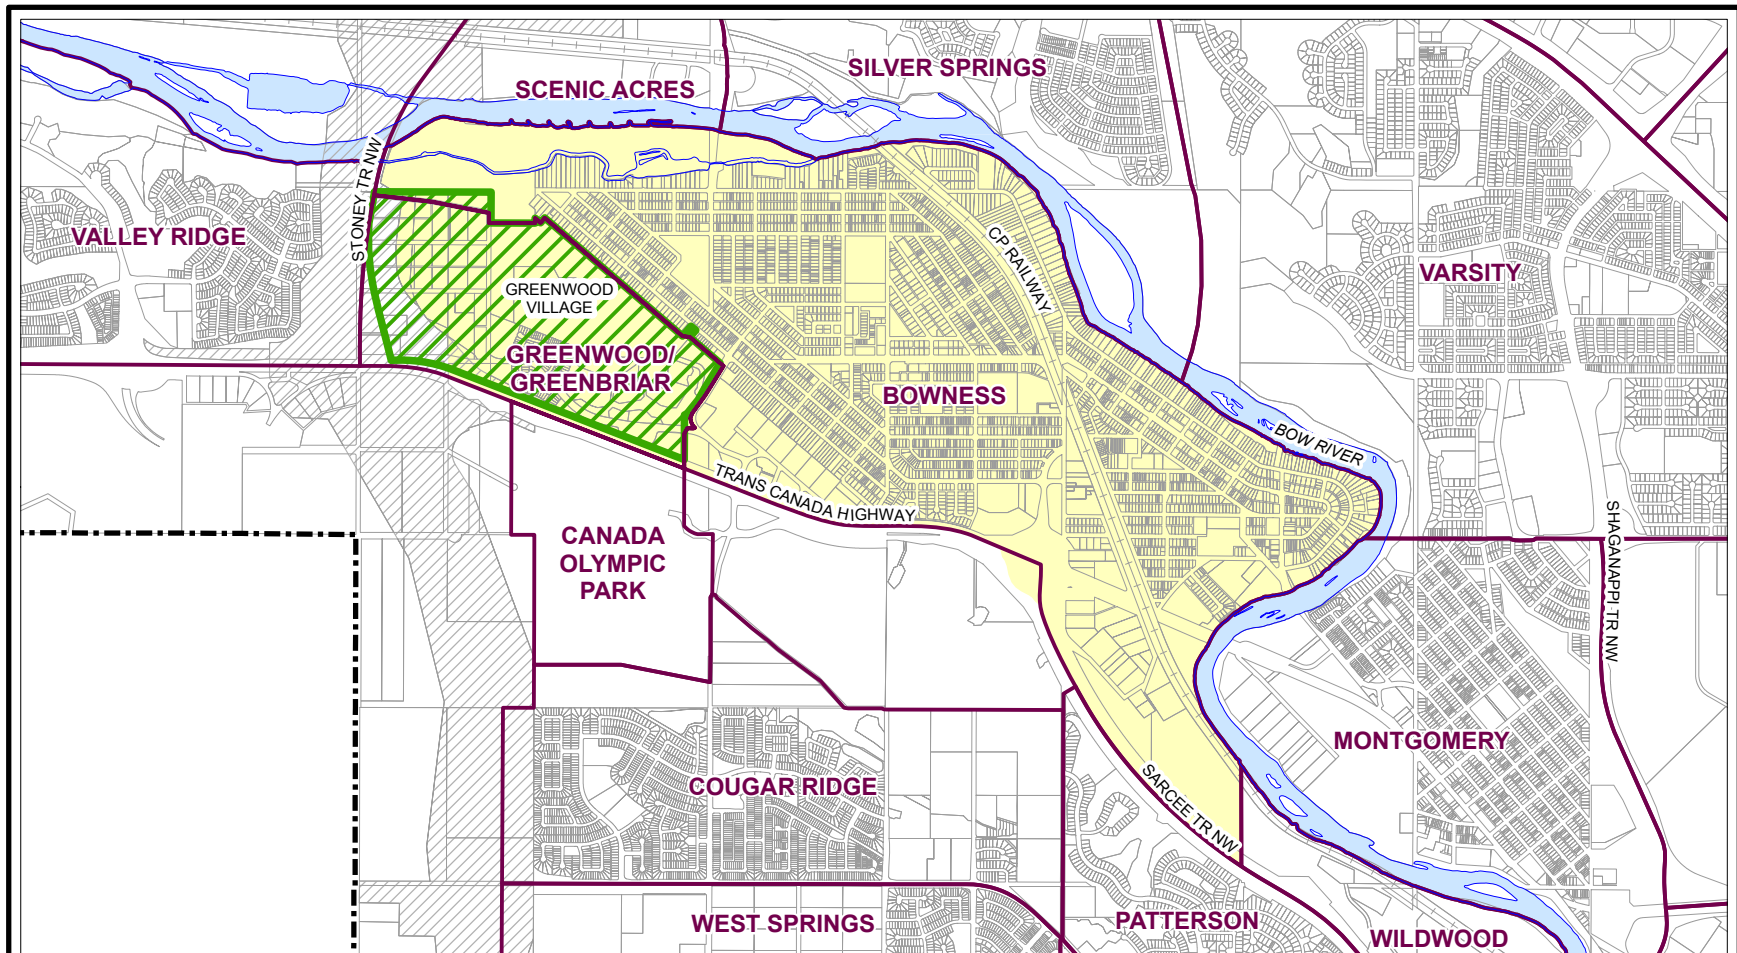 SILVER SPRINGS
SCENIC ACRES
STONEY TR NW
VALLEY RIDGE
CP RAILWAY
VARSITY
GREENWOOD
VILLAGE
GREENWOOD/
GREENBRIAR
BOWNESS
BOW RIVER
TRANS CANADA HIGHWAY
CANADA
OLYMPIC
PARK
SHAGANAPPI TR NW
MONTGOMERY
COUGAR RIDGE
SARCEE TR NW
WEST SPRINGS
PATTERSON
WILDWOOD